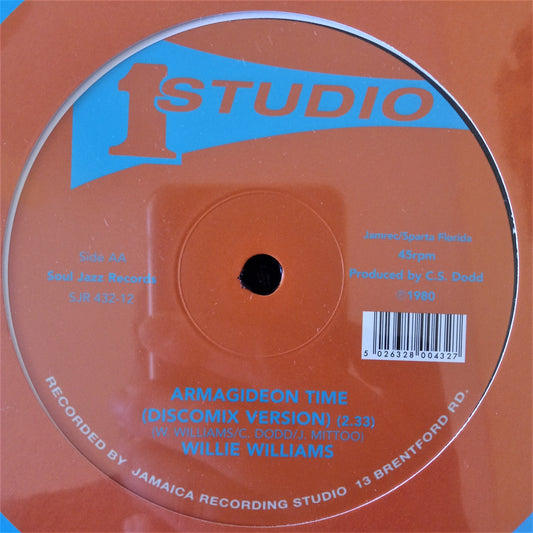 1 STUDIO
Side AA
Soul Jazz Records
SJR 432-12
Jamrec/Sparta Florida
45rpm
Produced by C.S. Dodd
℗1980
5 026328 004327
ARMAGIDEON TIME
(DISCOMIX VERSION) (2.33)
(W. WILLIAMS/C. DODD/J. MITTOO)
WILLIE WILLIAMS
RECORDED BY JAMAICA RECORDING STUDIO 13 BRENTFORD RD.